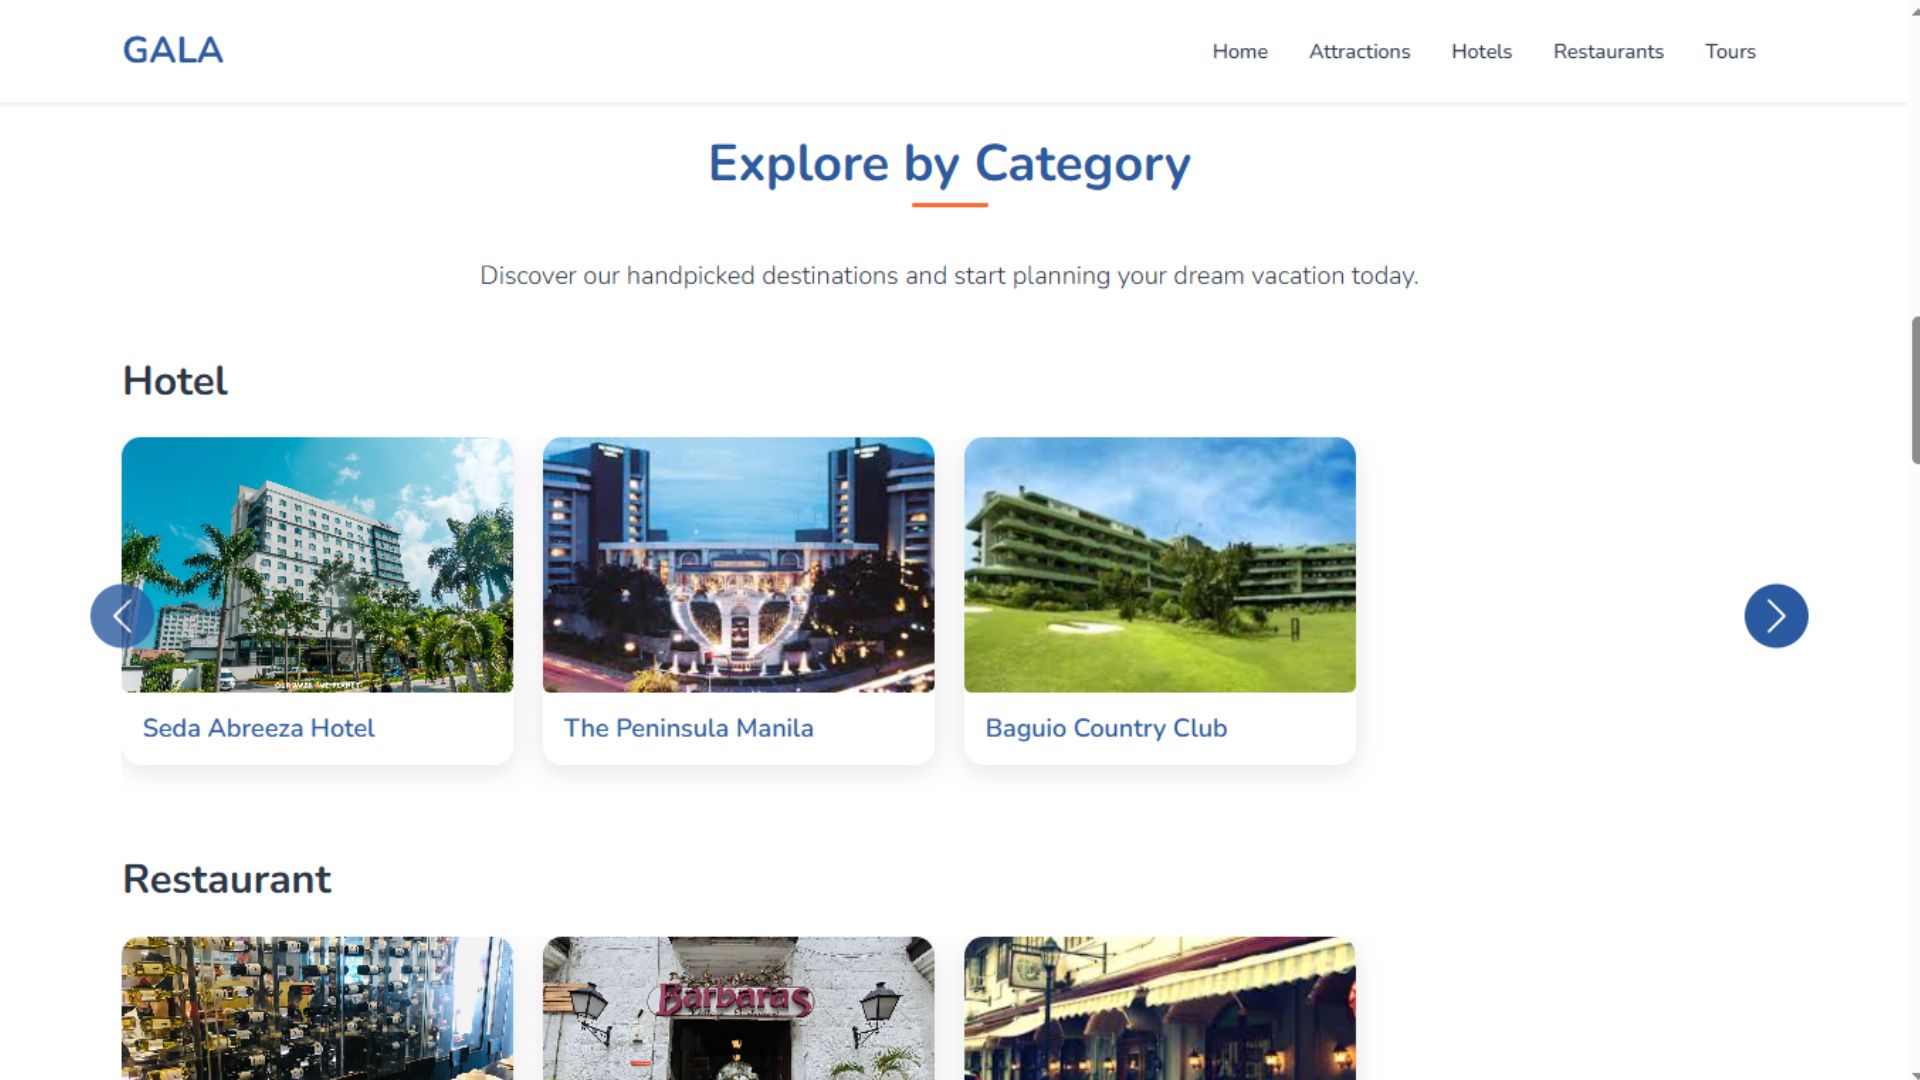 GALA
Home Attractions Hotels Restaurants Tours
Explore by Category
Discover our handpicked destinations and start planning your dream vacation today.
Hotel
Seda Abreeza Hotel
The Peninsula Manila
Baguio Country Club
Restaurant
Barbaras